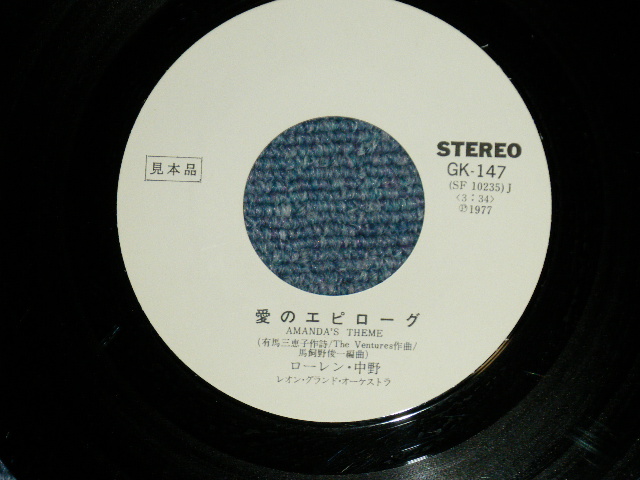 見本品
STEREO
GK-147
(SF 10235)J
〈3：34〉
Ⓟ1977
愛のエピローグ
AMANDA'S THEME
(有馬三恵子作詩/The Ventures作曲/
馬飼野俊一編曲)
ローレン・中野
レオン・グランド・オーケストラ